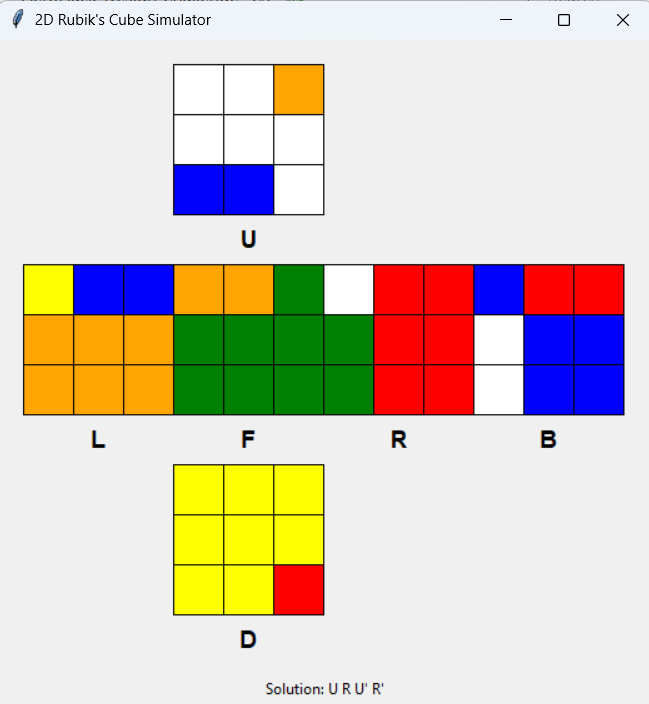 2D Rubik's Cube Simulator
U
L F R B
D
Solution: U R U' R'